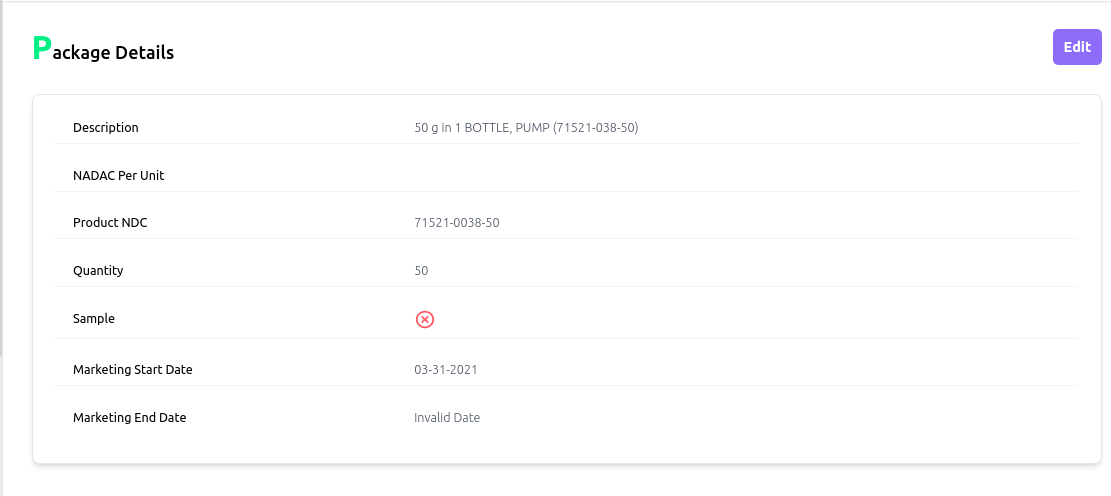 Package Details
Edit
Description 50 g in 1 BOTTLE, PUMP (71521-038-50)
NADAC Per Unit
Product NDC 71521-0038-50
Quantity 50
Sample
Marketing Start Date 03-31-2021
Marketing End Date Invalid Date